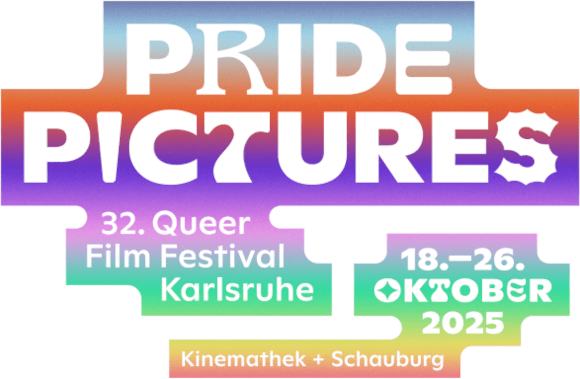 PRIDE
PICTURES
32. Queer
Film Festival
Karlsruhe
18.–26.
OKTOBER
2025
Kinemathek + Schauburg